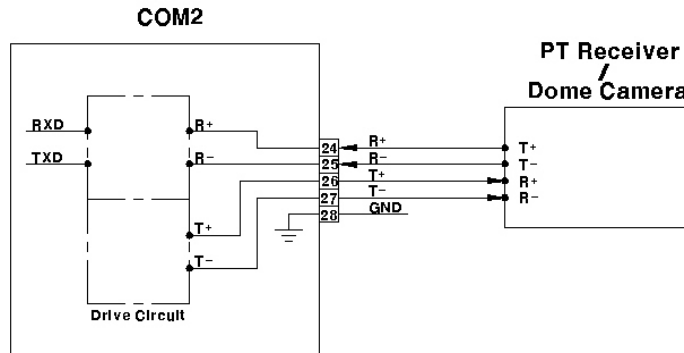 COM2
PT Receiver
/
Dome Camera
RXD
TXD
R+
R-
T+
T-
Drive Circuit
24
25
26
27
28
R+
R-
T+
T-
GND
T+
T-
R+
R-